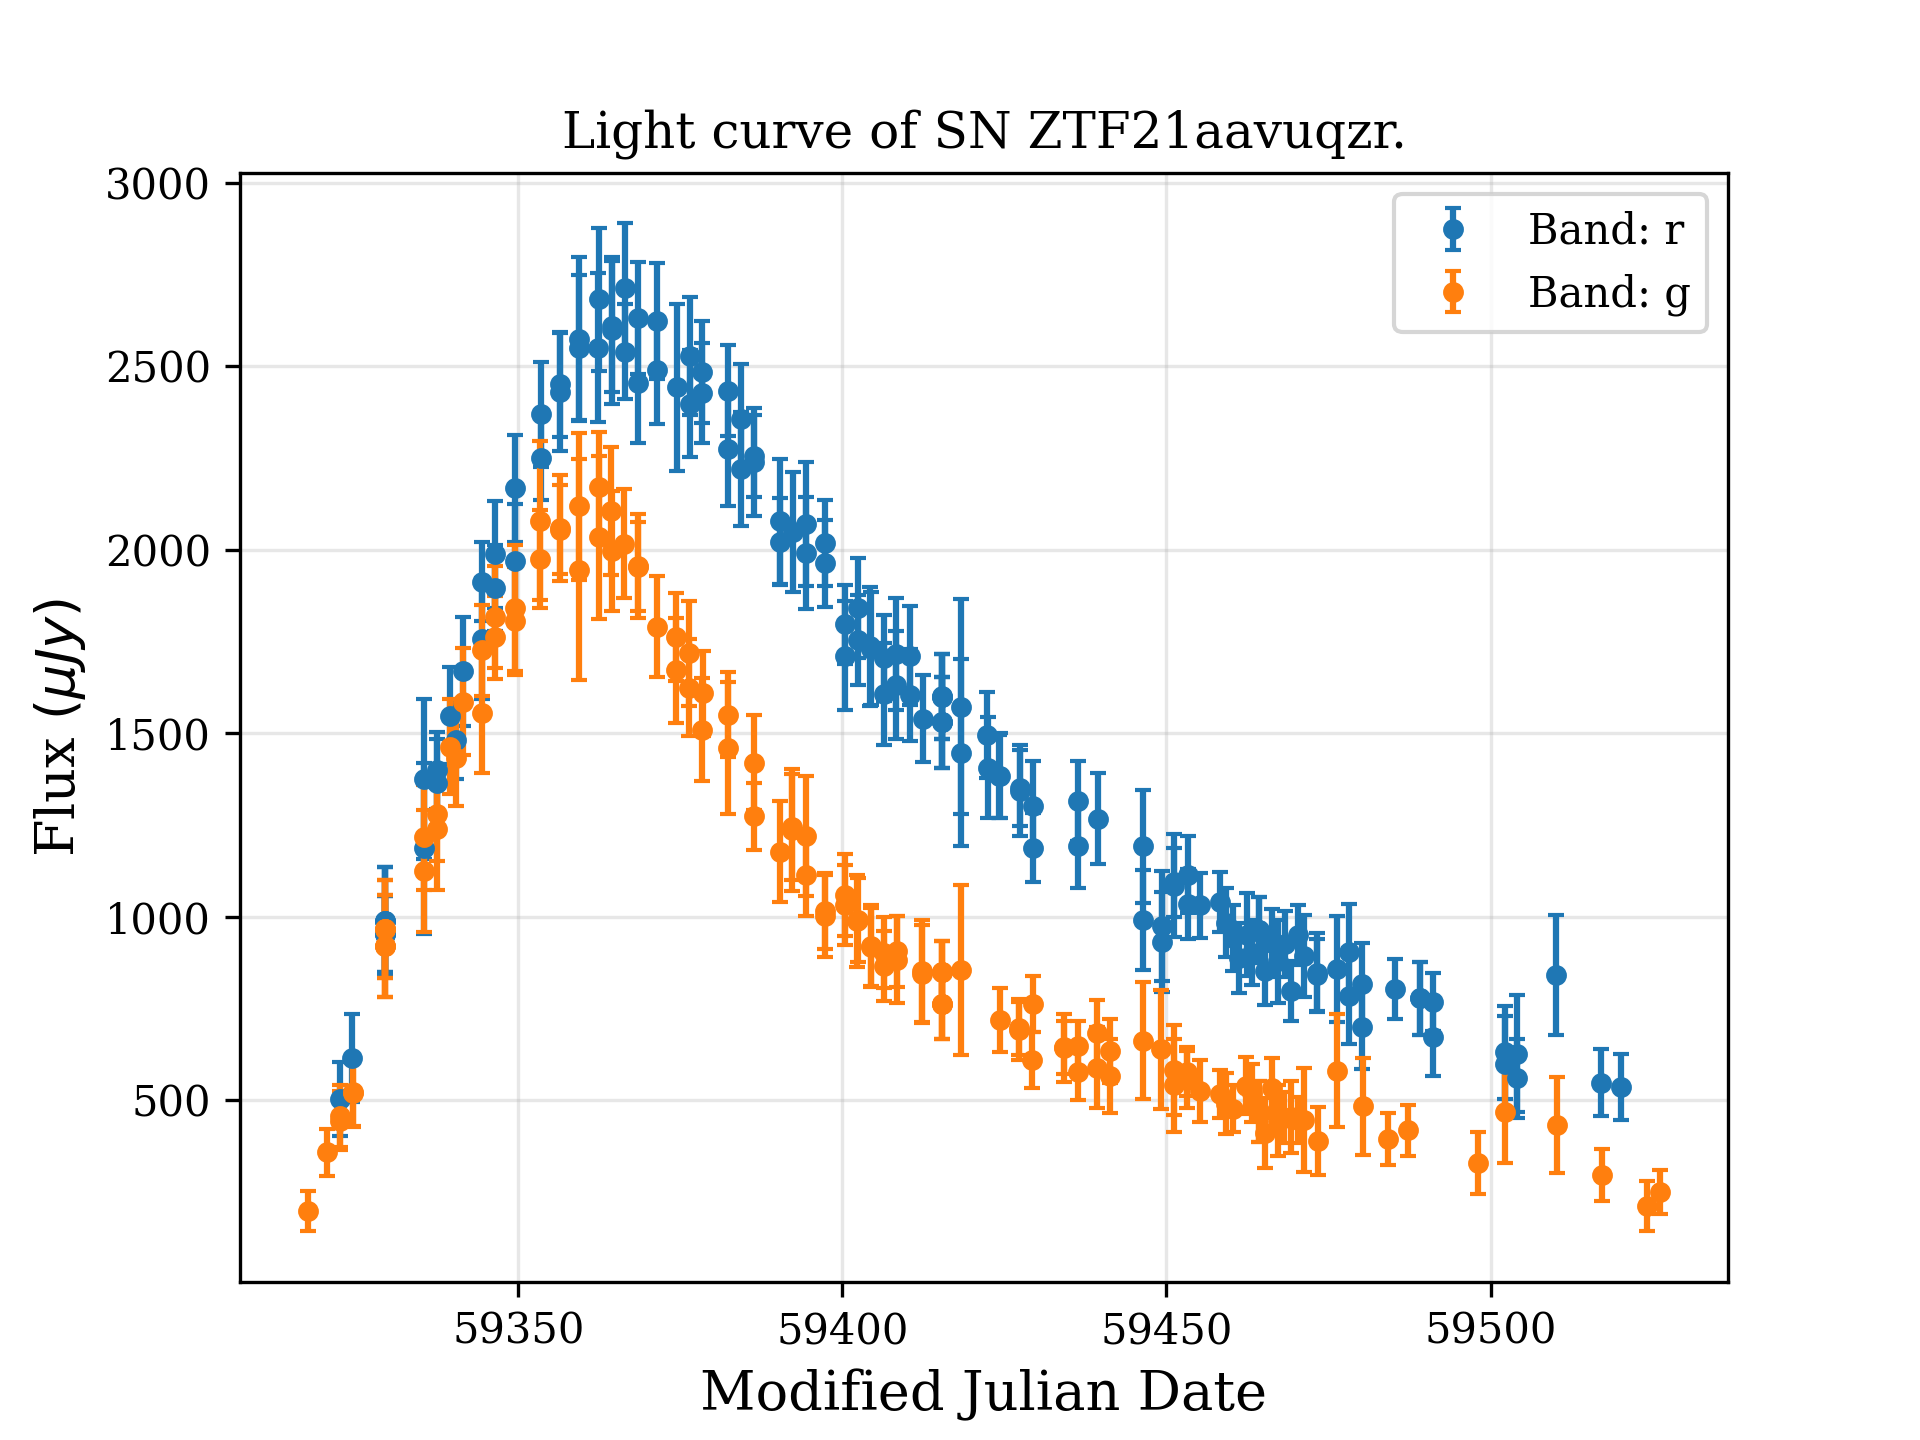 Light curve of SN ZTF21aavuqzr.
3000
2500
2000
1500
1000
500
Flux (μJy)
Band: r
Band: g
59350 59400 59450 59500
Modified Julian Date